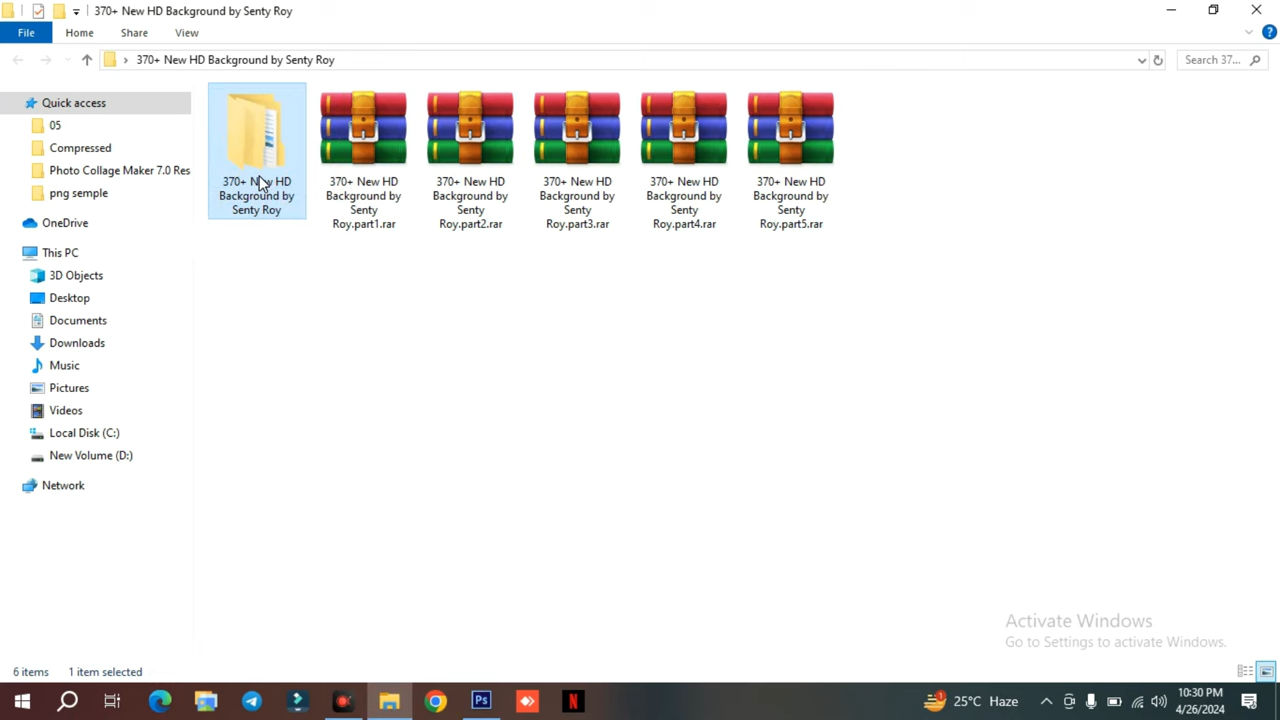 370+ New HD Background by Senty Roy
File
Home
Share
View
370+ New HD Background by Senty Roy
Search 37...
Quick access
05
Compressed
Photo Collage Maker 7.0 Res
png semple
OneDrive
This PC
3D Objects
Desktop
Documents
Downloads
Music
Pictures
Videos
Local Disk (C:)
New Volume (D:)
Network
370+ New HD
Background by
Senty Roy
370+ New HD
Background by
Senty
Roy.part1.rar
370+ New HD
Background by
Senty
Roy.part2.rar
370+ New HD
Background by
Senty
Roy.part3.rar
370+ New HD
Background by
Senty
Roy.part4.rar
370+ New HD
Background by
Senty
Roy.part5.rar
Activate Windows
Go to Settings to activate Windows.
6 items
1 item selected
Ps
N
1
25°C Haze
10:30 PM
4/26/2024